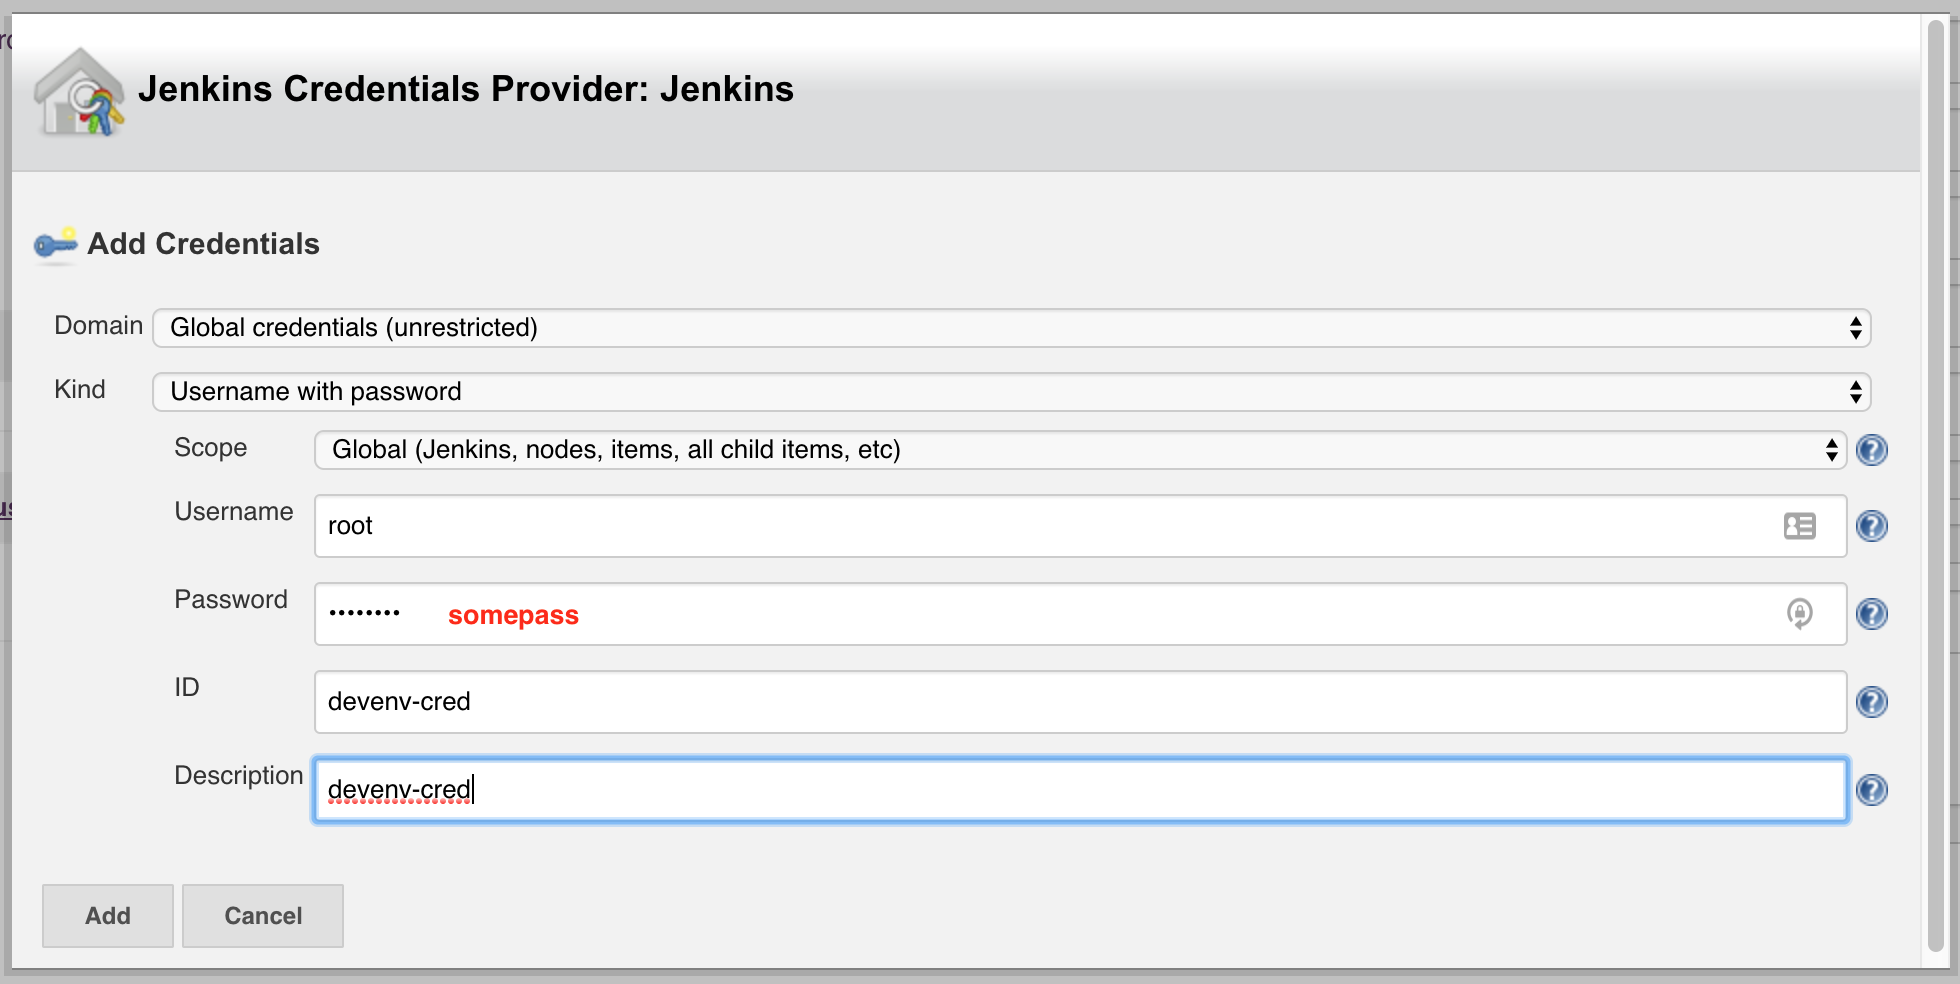 Jenkins Credentials Provider: Jenkins
Add Credentials
Domain Global credentials (unrestricted)
Kind Username with password
Scope Global (Jenkins, nodes, items, all child items, etc)
Username root
Password •••••••• somepass
ID devenv-cred
Description devenv-cred
Add Cancel